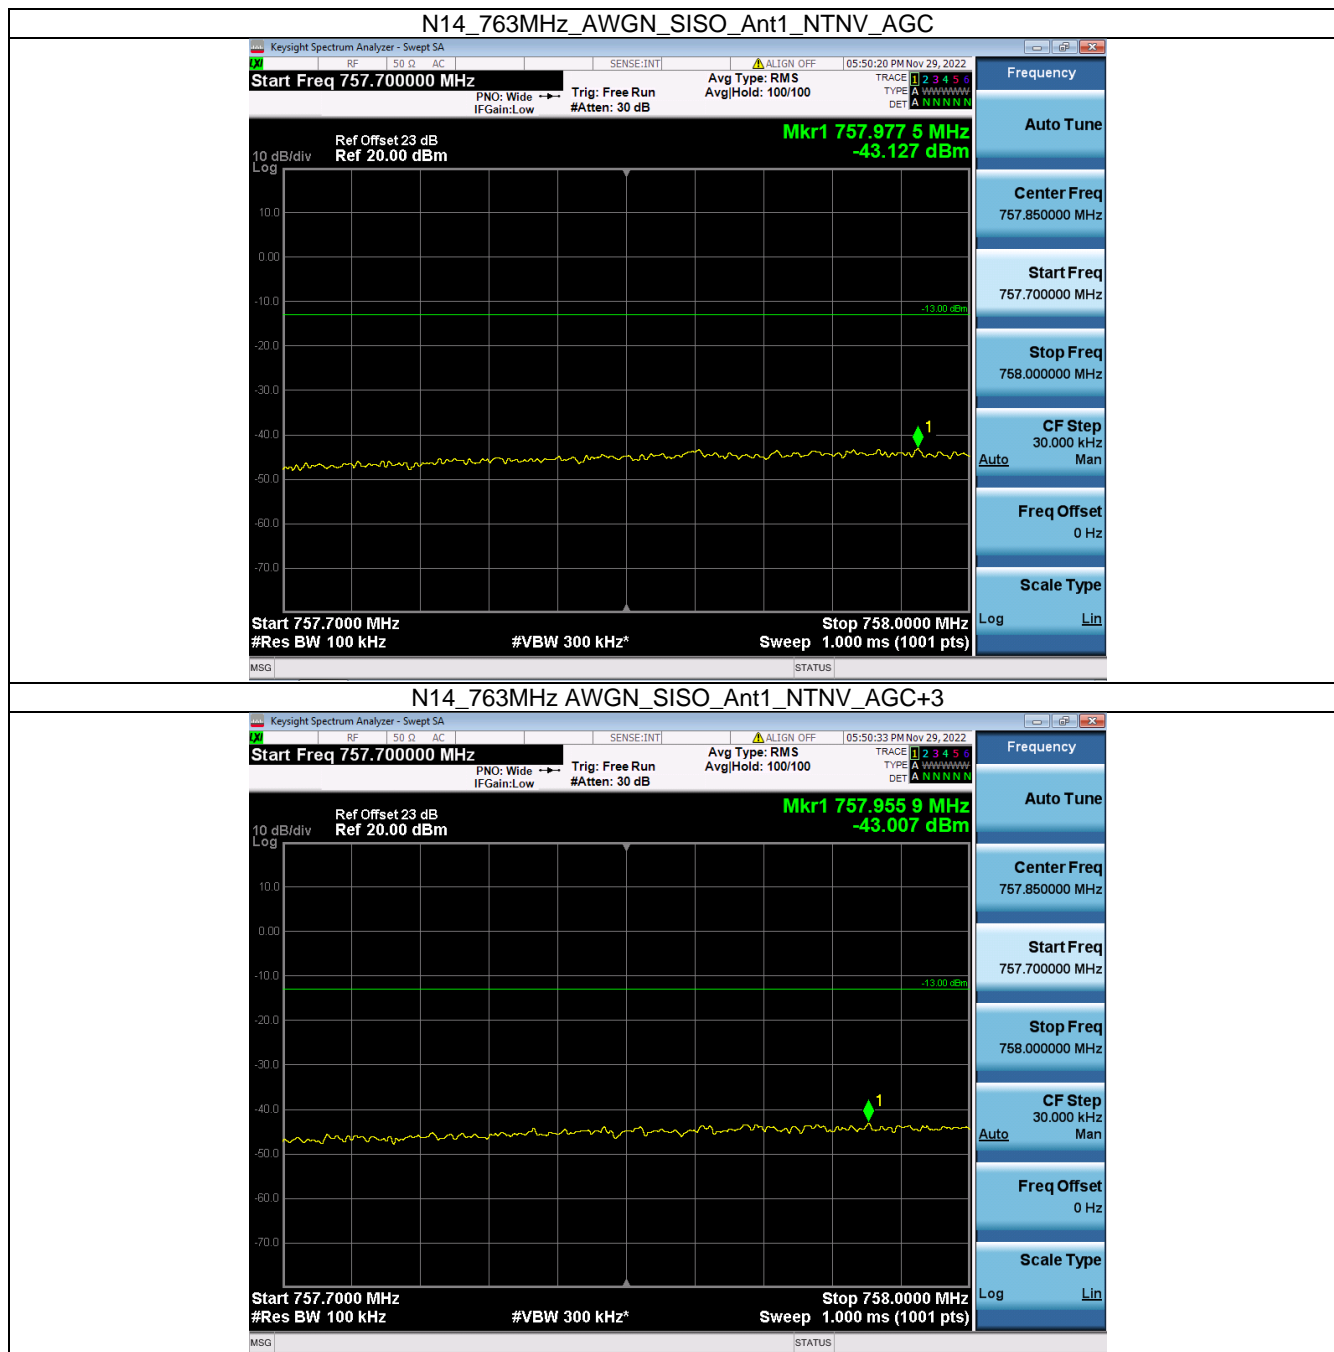 N14_763MHz_AWGN_SISO_Ant1_NTNV_AGC
Keysight Spectrum Analyzer - Swept SA
LXI RF 50 Ω AC SENSE:INT ALIGN OFF 05:50:20 PM Nov 29, 2022
Start Freq 757.700000 MHz
PNO: Wide
IFGain:Low
Trig: Free Run
#Atten: 30 dB
Avg Type: RMS
Avg|Hold: 100/100
TRACE 1 2 3 4 5 6
TYPE A WWWWW
DET A N N N N N
Mkr1 757.977 5 MHz
-43.127 dBm
Ref Offset 23 dB
10 dB/div Ref 20.00 dBm
Log
10.0
0.00
-10.0
-13.00 dBm
-20.0
-30.0
-40.0
1
-50.0
-60.0
-70.0
Start 757.7000 MHz Stop 758.0000 MHz
#Res BW 100 kHz #VBW 300 kHz* Sweep 1.000 ms (1001 pts)
MSG STATUS
Frequency
Auto Tune
Center Freq
757.850000 MHz
Start Freq
757.700000 MHz
Stop Freq
758.000000 MHz
CF Step
30.000 kHz
Auto Man
Freq Offset
0 Hz
Scale Type
Log Lin
N14_763MHz AWGN_SISO_Ant1_NTNV_AGC+3
Keysight Spectrum Analyzer - Swept SA
LXI RF 50 Ω AC SENSE:INT ALIGN OFF 05:50:33 PM Nov 29, 2022
Start Freq 757.700000 MHz
PNO: Wide
IFGain:Low
Trig: Free Run
#Atten: 30 dB
Avg Type: RMS
Avg|Hold: 100/100
TRACE 1 2 3 4 5 6
TYPE A WWWWW
DET A N N N N N
Mkr1 757.955 9 MHz
-43.007 dBm
Ref Offset 23 dB
10 dB/div Ref 20.00 dBm
Log
10.0
0.00
-10.0
-13.00 dBm
-20.0
-30.0
-40.0
1
-50.0
-60.0
-70.0
Start 757.7000 MHz Stop 758.0000 MHz
#Res BW 100 kHz #VBW 300 kHz* Sweep 1.000 ms (1001 pts)
MSG STATUS
Frequency
Auto Tune
Center Freq
757.850000 MHz
Start Freq
757.700000 MHz
Stop Freq
758.000000 MHz
CF Step
30.000 kHz
Auto Man
Freq Offset
0 Hz
Scale Type
Log Lin